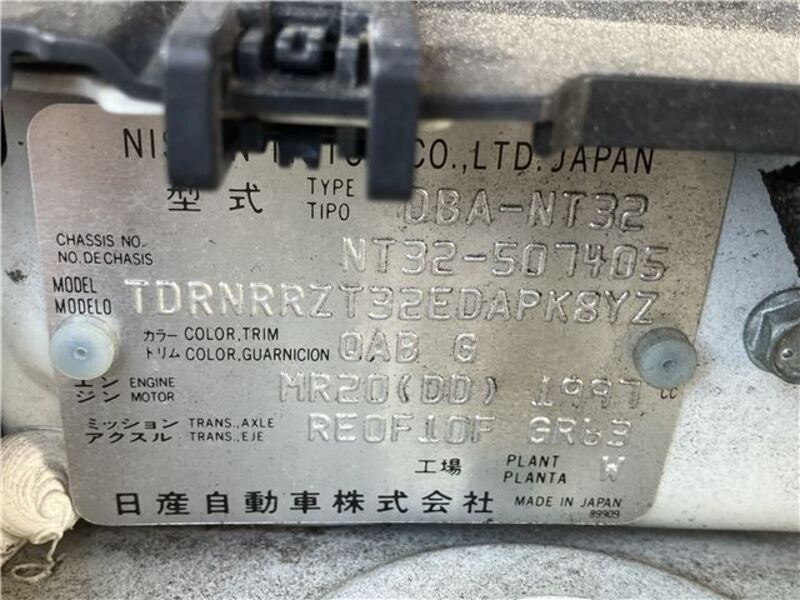 CO.,LTD. JAPAN
型式 TYPE TIPO DBA-NT32
CHASSIS NO. NO.DE CHASIS NT32-507405
MODEL MODELO TDRNRRZT32EDAPK8YZ
カラー COLOR,TRIM
トリム COLOR,GUARNICION QAB G
エンジン ENGINE MOTOR MR20(DD) 1997 CC
ミッション TRANS.,AXLE
アクスル TRANS.,EJE RE0F10F GR63
工場 PLANT PLANTA W
日産自動車株式会社 MADE IN JAPAN
89909